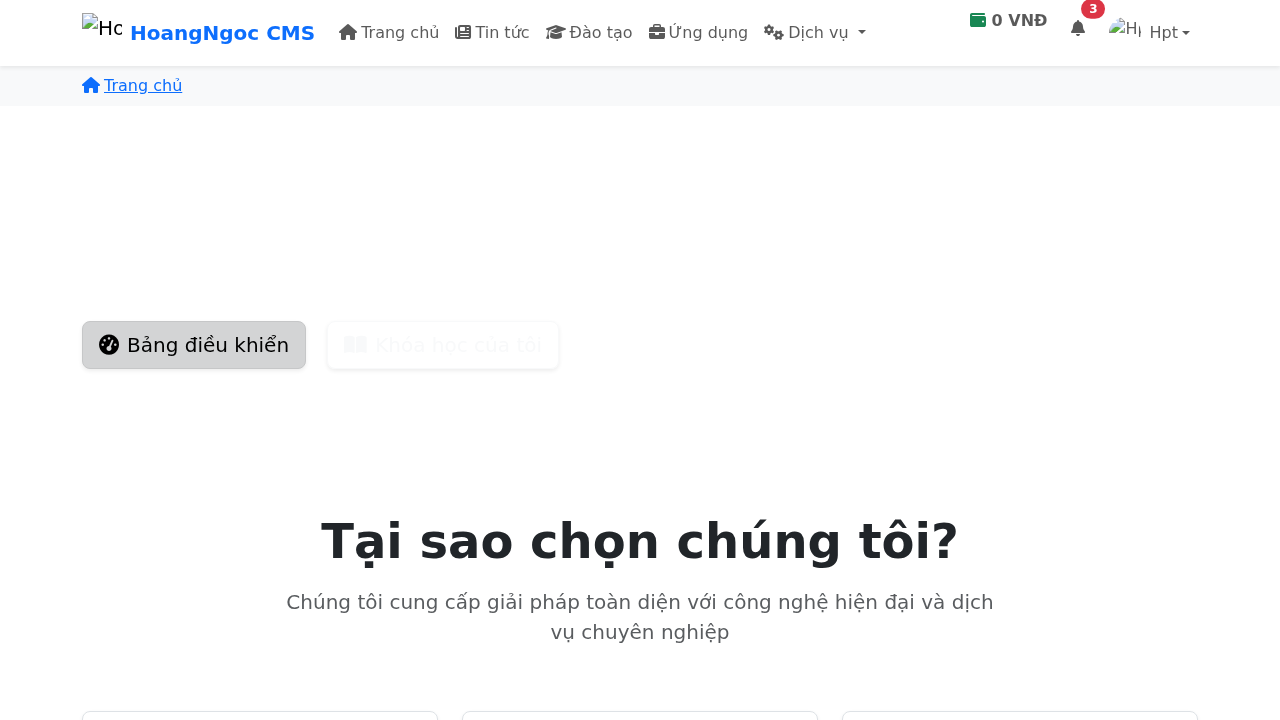 HoangNgoc CMS
Trang chủ
Tin tức
Đào tạo
Ứng dụng
Dịch vụ
0 VNĐ
3
Hpt
Trang chủ
Bảng điều khiển
Khóa học của tôi
Tại sao chọn chúng tôi?
Chúng tôi cung cấp giải pháp toàn diện với công nghệ hiện đại và dịch
vụ chuyên nghiệp